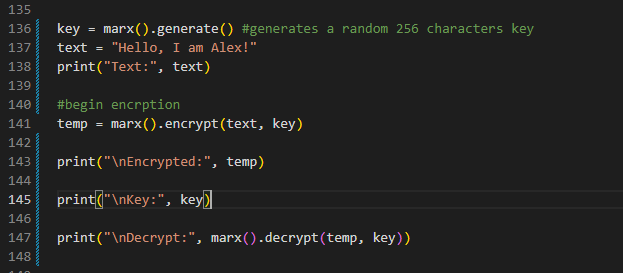 135
136 key = marx().generate() #generates a random 256 characters key
137 text = "Hello, I am Alex!"
138 print("Text:", text)
139
140 #begin encrption
141 temp = marx().encrypt(text, key)
142
143 print("\nEncrypted:", temp)
144
145 print("\nKey:", key)
146
147 print("\nDecrypt:", marx().decrypt(temp, key))
148